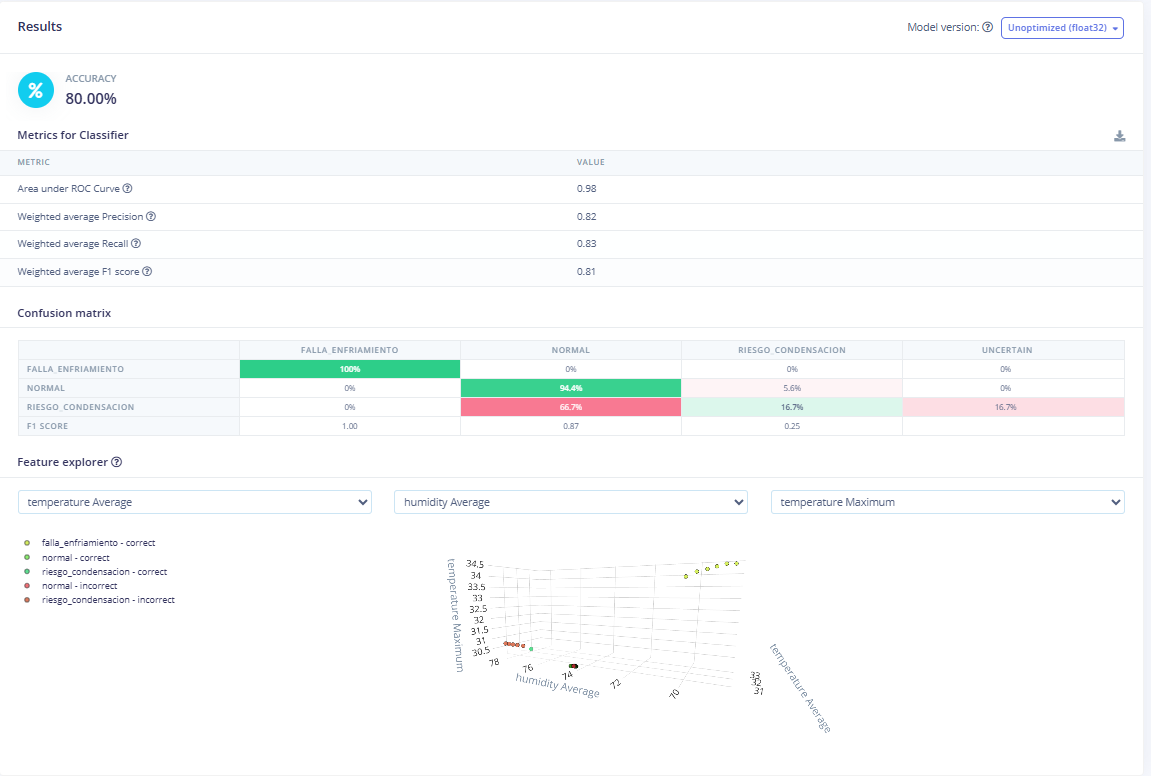 Results
Model version: Unoptimized (float32)
%
ACCURACY
80.00%
Metrics for Classifier
METRIC VALUE
Area under ROC Curve ? 0.98
Weighted average Precision ? 0.82
Weighted average Recall ? 0.83
Weighted average F1 score ? 0.81
Confusion matrix
FALLA_ENFRIAMIENTO NORMAL RIESGO_CONDENSACION UNCERTAIN
FALLA_ENFRIAMIENTO 100% 0% 0% 0%
NORMAL 0% 94.4% 5.6% 0%
RIESGO_CONDENSACION 0% 66.7% 16.7% 16.7%
F1 SCORE 1.00 0.87 0.25
Feature explorer ?
temperature Average
humidity Average
temperature Maximum
falla_enfriamiento - correct
normal - correct
riesgo_condensacion - correct
normal - incorrect
riesgo_condensacion - incorrect
temperature Maximum
34.5
34
33.5
33
32.5
32
31.5
31
30.5
78
76
74
72
70
humidity Average
33
32
31
temperature Average